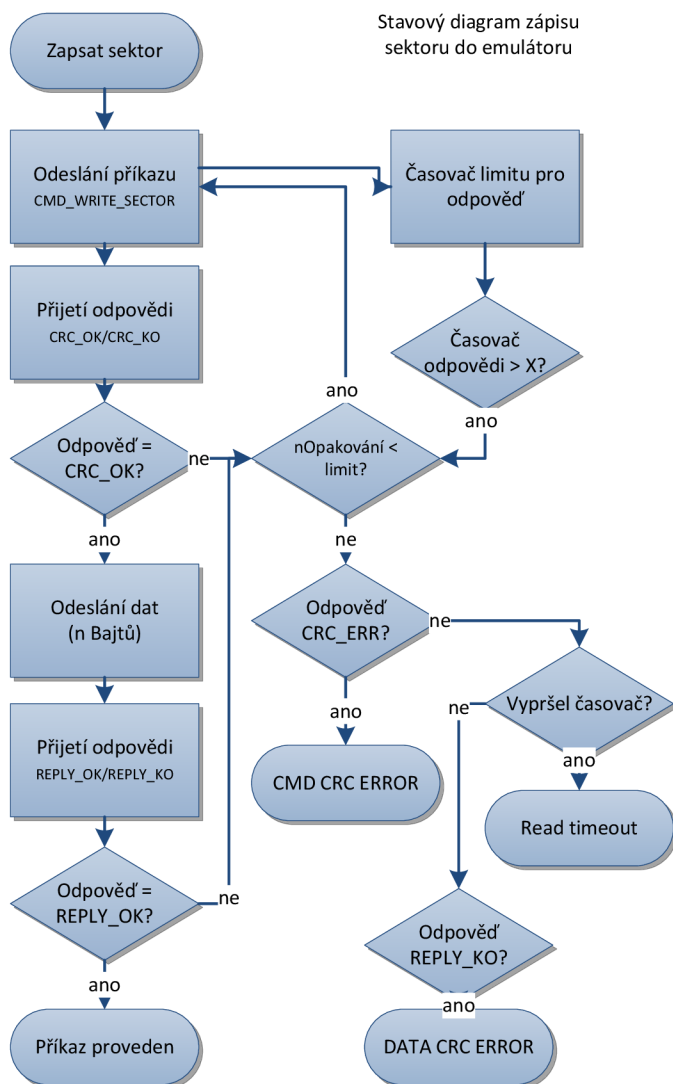 Stavový diagram zápisu
sektoru do emulátoru
Zapsat sektor
Odeslání příkazu
CMD_WRITE_SECTOR
Časovač limitu pro
odpověď
Přijetí odpovědi
CRC_OK/CRC_KO
Časovač
odpovědi > X?
ano
ano
Odpověď =
CRC_OK?
ne
nOpakování <
limit?
ano
ne
Odeslání dat
(n Bajtů)
Odpověď
CRC_ERR?
ne
Přijetí odpovědi
REPLY_OK/REPLY_KO
ano
ne
Vypršel časovač?
ano
CMD CRC ERROR
Read timeout
Odpověď =
REPLY_OK?
ne
Odpověď
REPLY_KO?
ano
ano
Příkaz proveden
DATA CRC ERROR